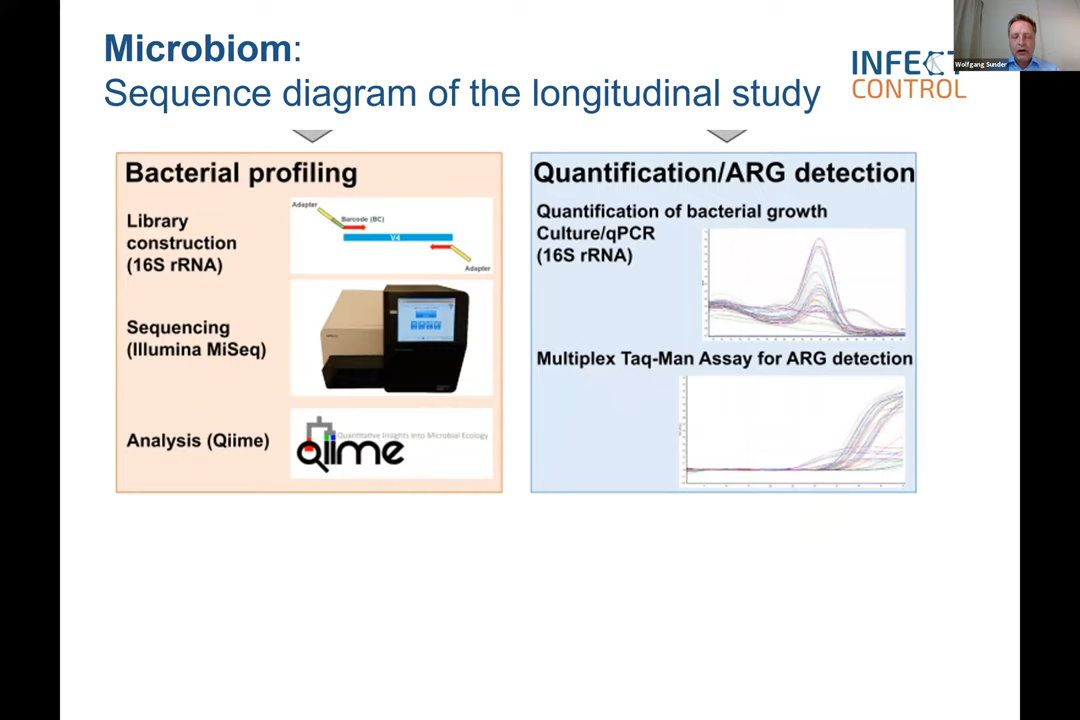 Microbiom:
Sequence diagram of the longitudinal study
INFECT
CONTROL
Wolfgang Sunder
Bacterial profiling
Library
construction
(16S rRNA)
Adapter
Barcode (BC)
V4
Adapter
Sequencing
(Illumina MiSeq)
Analysis (Qiime)
Quantitative Insights Into Microbial Ecology
Qiime
Quantification/ARG detection
Quantification of bacterial growth
Culture/qPCR
(16S rRNA)
Multiplex Taq-Man Assay for ARG detection